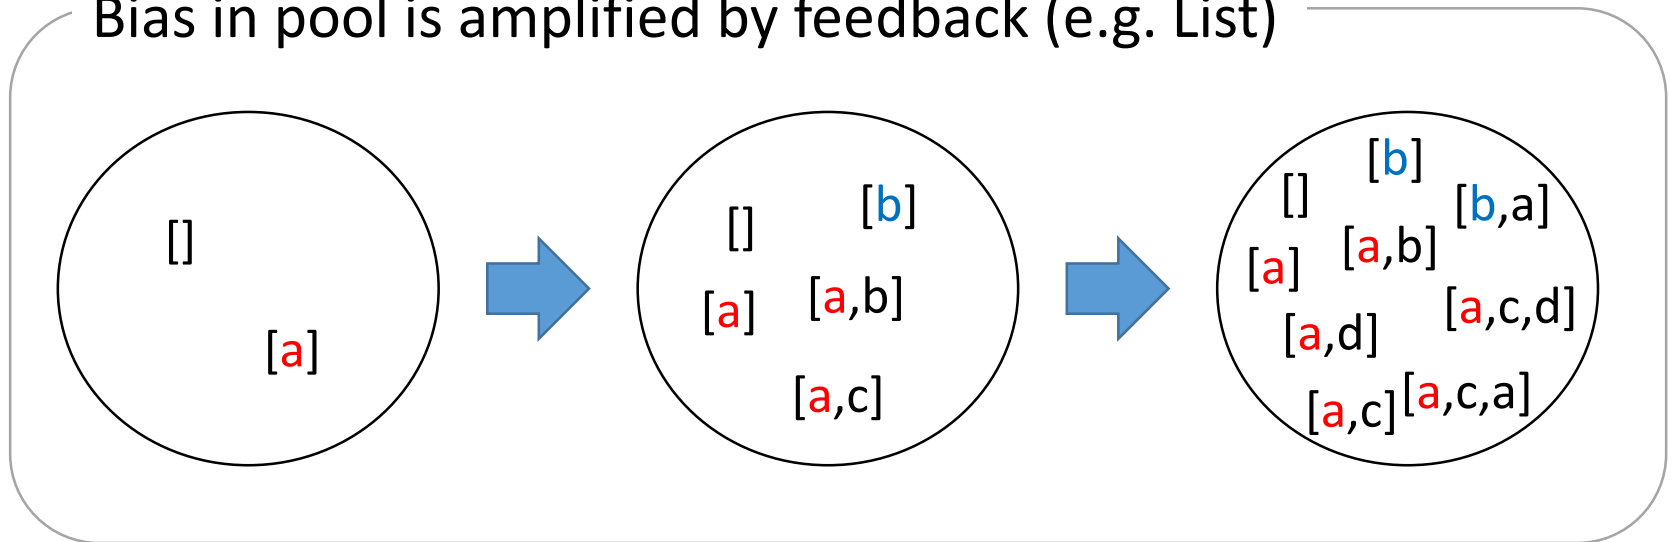 Bias in pool is amplified by feedback (e.g. List)
[]
[a]
[]
[b]
[a]
[a,b]
[a,c]
[b]
[]
[b,a]
[a,b]
[a]
[a,c,d]
[a,d]
[a,c,a]
[a,c]